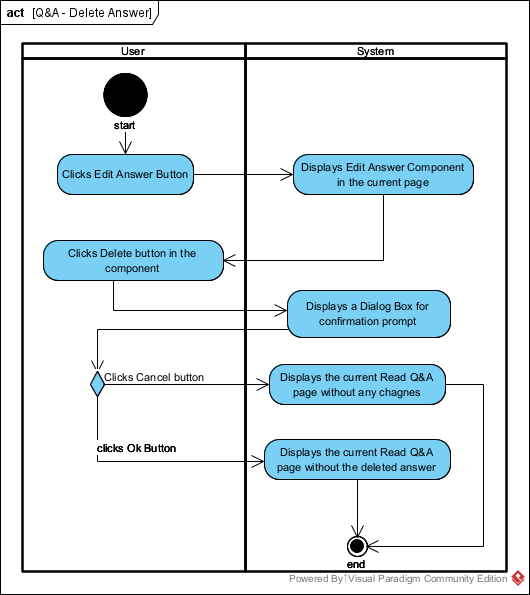 act [Q&A - Delete Answer]
User
System
start
Clicks Edit Answer Button
Displays Edit Answer Component
in the current page
Clicks Delete button in the
component
Displays a Dialog Box for
confirmation prompt
Clicks Cancel button
Displays the current Read Q&A
page without any chagnes
clicks Ok Button
Displays the current Read Q&A
page without the deleted answer
end
Powered By Visual Paradigm Community Edition